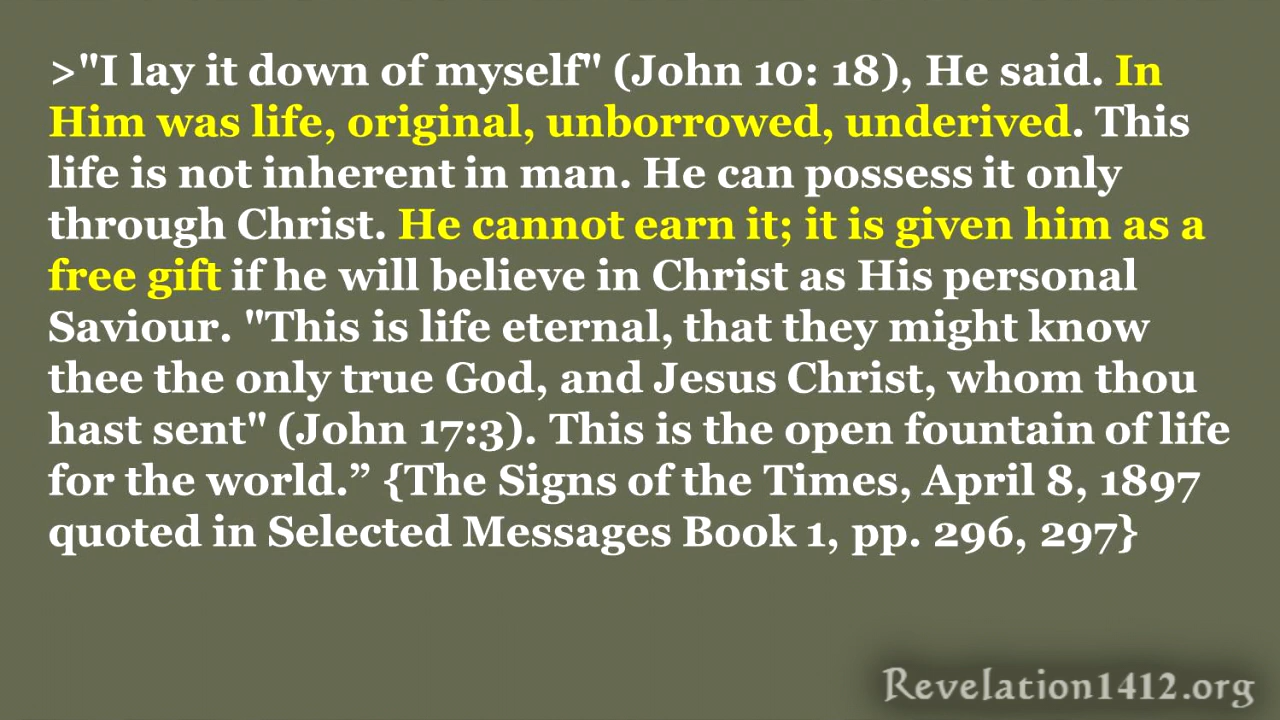 >"I lay it down of myself" (John 10: 18), He said. In
Him was life, original, unborrowed, underived. This
life is not inherent in man. He can possess it only
through Christ. He cannot earn it; it is given him as a
free gift if he will believe in Christ as His personal
Saviour. "This is life eternal, that they might know
thee the only true God, and Jesus Christ, whom thou
hast sent" (John 17:3). This is the open fountain of life
for the world.” {The Signs of the Times, April 8, 1897
quoted in Selected Messages Book 1, pp. 296, 297}
Revelation1412.org